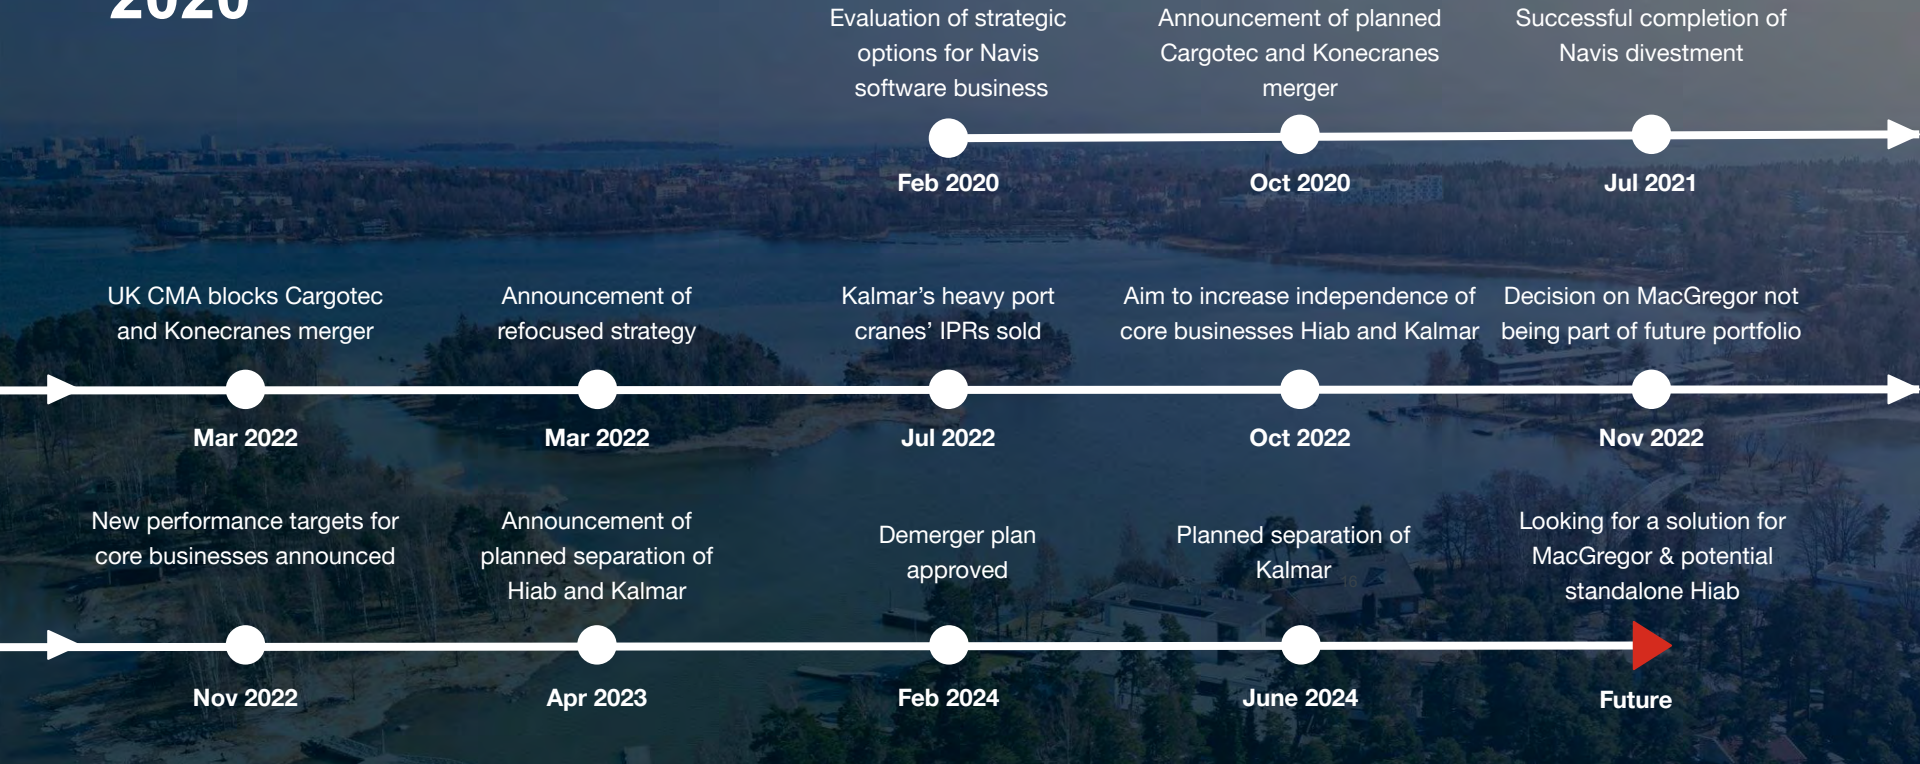 2020
Evaluation of strategic
options for Navis
software business
Announcement of planned
Cargotec and Konecranes
merger
Successful completion of
Navis divestment
Feb 2020
Oct 2020
Jul 2021
UK CMA blocks Cargotec
and Konecranes merger
Announcement of
refocused strategy
Kalmar’s heavy port
cranes’ IPRs sold
Aim to increase independence of
core businesses Hiab and Kalmar
Decision on MacGregor not
being part of future portfolio
Mar 2022
Mar 2022
Jul 2022
Oct 2022
Nov 2022
New performance targets for
core businesses announced
Announcement of
planned separation of
Hiab and Kalmar
Demerger plan
approved
Planned separation of
Kalmar
16
Looking for a solution for
MacGregor & potential
standalone Hiab
Nov 2022
Apr 2023
Feb 2024
June 2024
Future